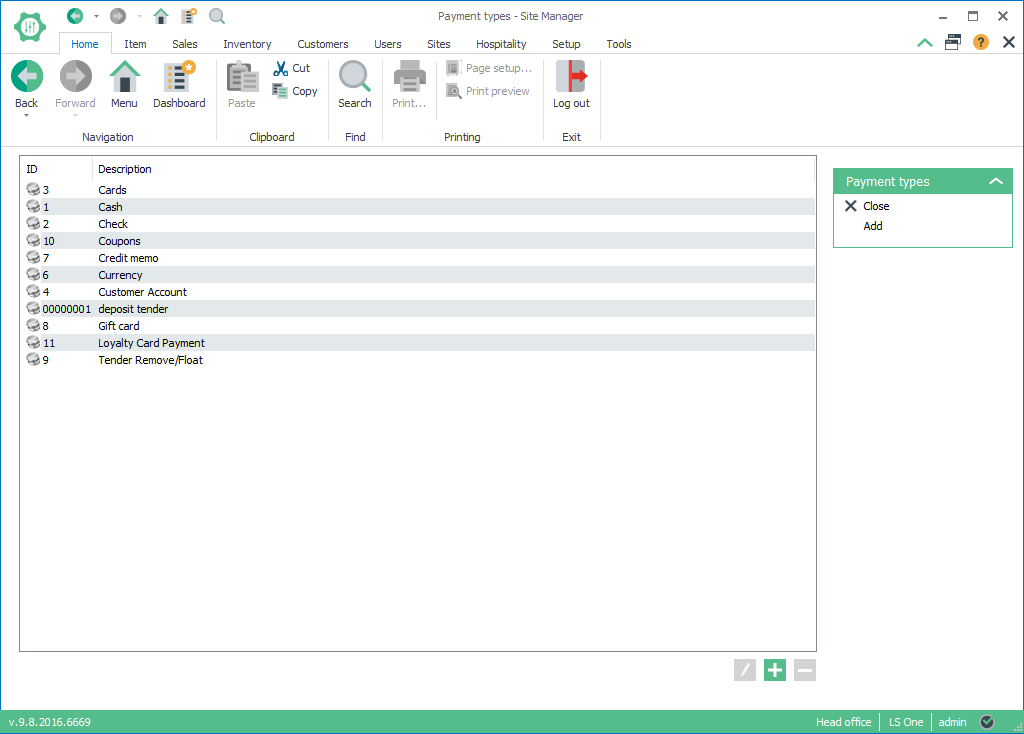 Payment types - Site Manager
Home Item Sales Inventory Customers Users Sites Hospitality Setup Tools
Back Forward Menu Dashboard Paste Cut Copy Search Print... Page setup... Print preview Log out
Navigation Clipboard Find Printing Exit
ID Description
3 Cards
1 Cash
2 Check
10 Coupons
7 Credit memo
6 Currency
4 Customer Account
00000001 deposit tender
8 Gift card
11 Loyalty Card Payment
9 Tender Remove/Float
Payment types
Close
Add
v.9.8.2016.6669 Head office LS One admin